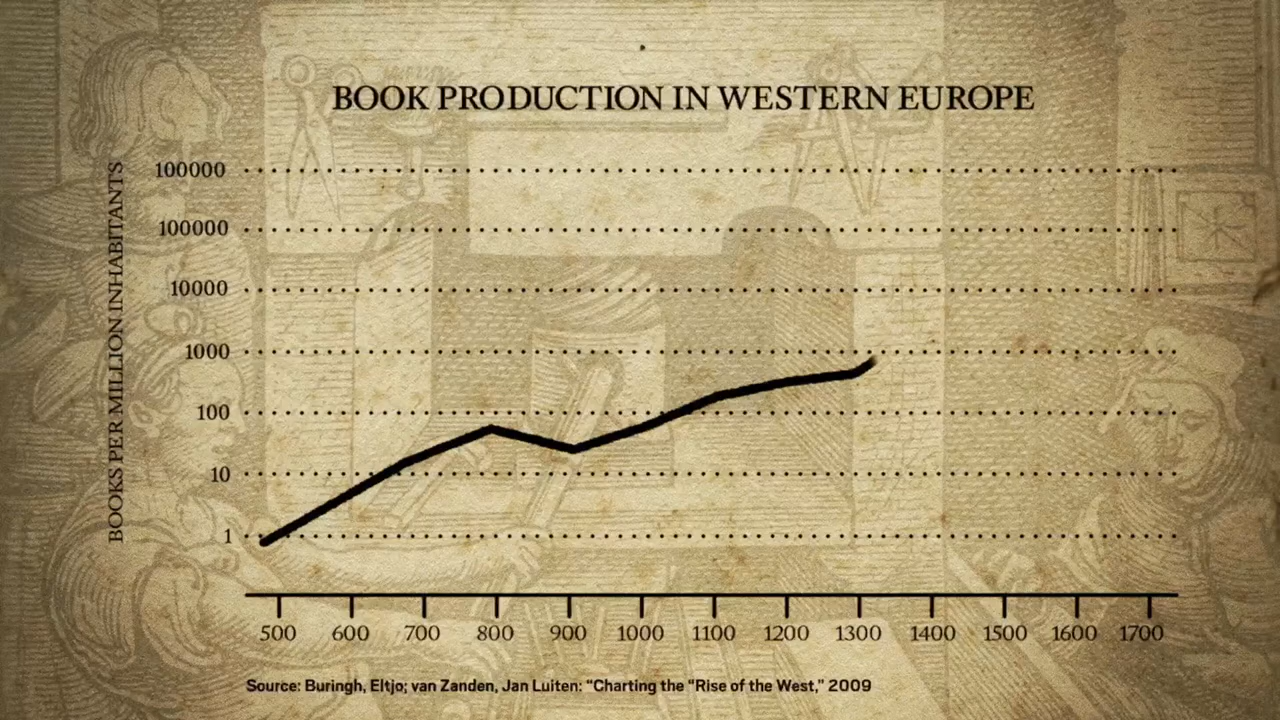 BOOK PRODUCTION IN WESTERN EUROPE
BOOKS PER MILLION INHABITANTS
100000
100000
10000
1000
100
10
1
500 600 700 800 900 1000 1100 1200 1300 1400 1500 1600 1700
Source: Buringh, Eltjo; van Zanden, Jan Luiten: “Charting the “Rise of the West,” 2009